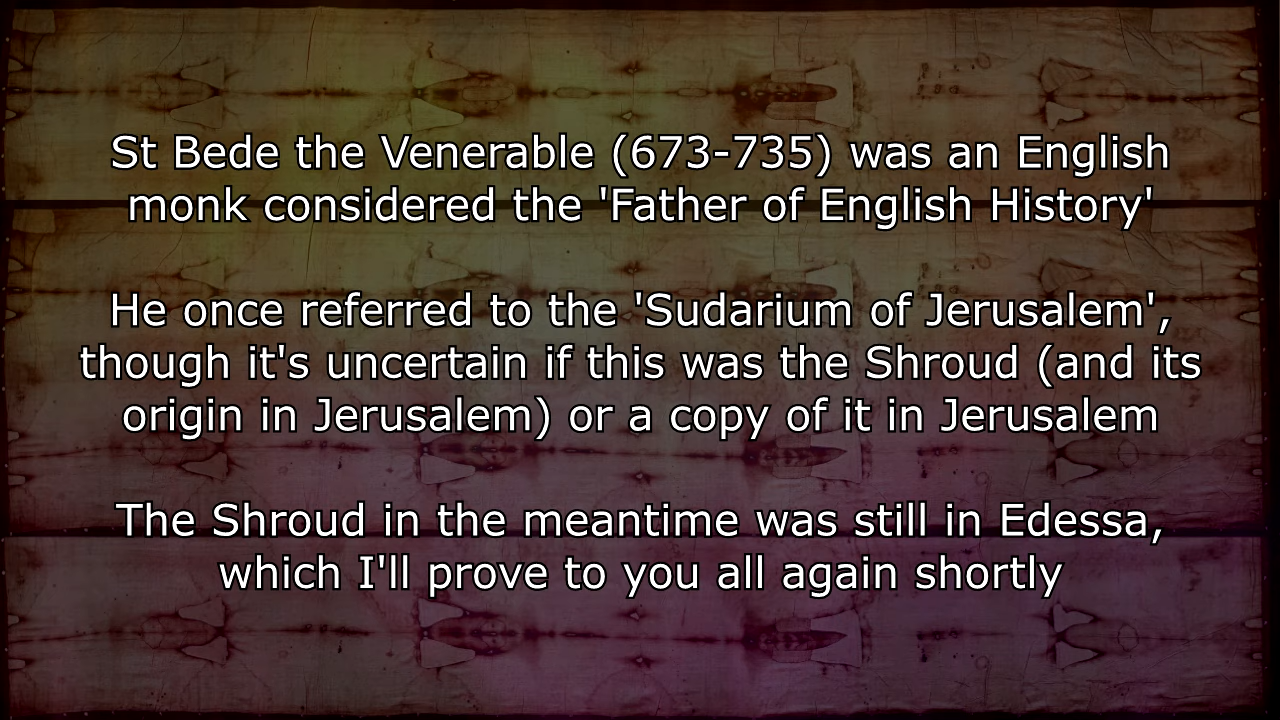 St Bede the Venerable (673-735) was an English
monk considered the 'Father of English History'
He once referred to the 'Sudarium of Jerusalem',
though it's uncertain if this was the Shroud (and its
origin in Jerusalem) or a copy of it in Jerusalem
The Shroud in the meantime was still in Edessa,
which I'll prove to you all again shortly